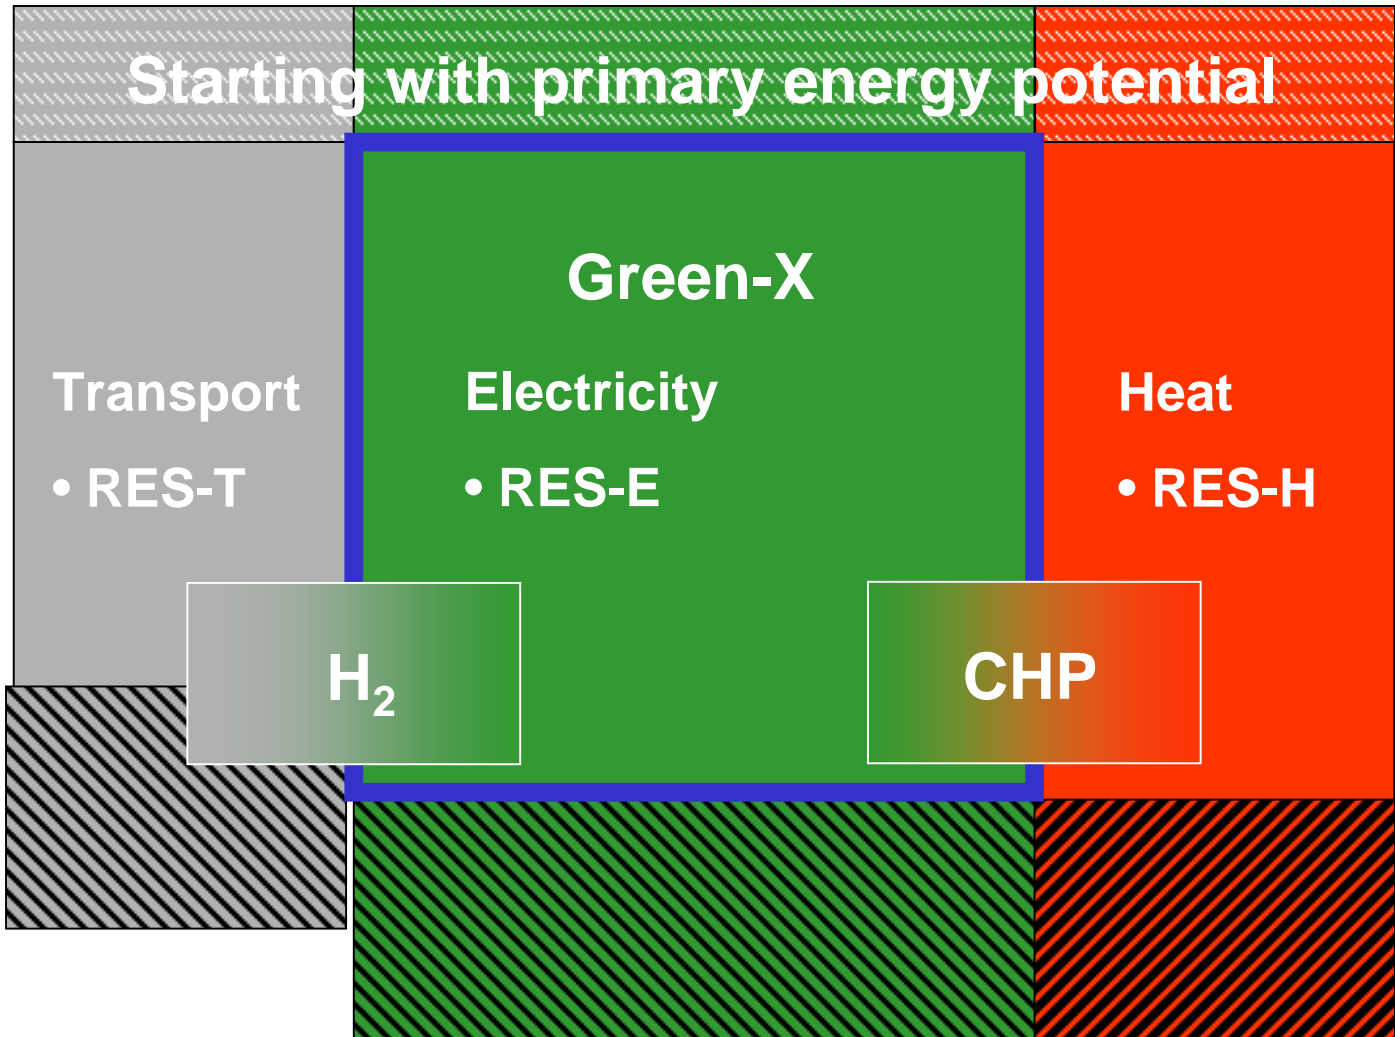 Starting with primary energy potential
Green-X
Transport
• RES-T
Electricity
• RES-E
Heat
• RES-H
H₂
CHP